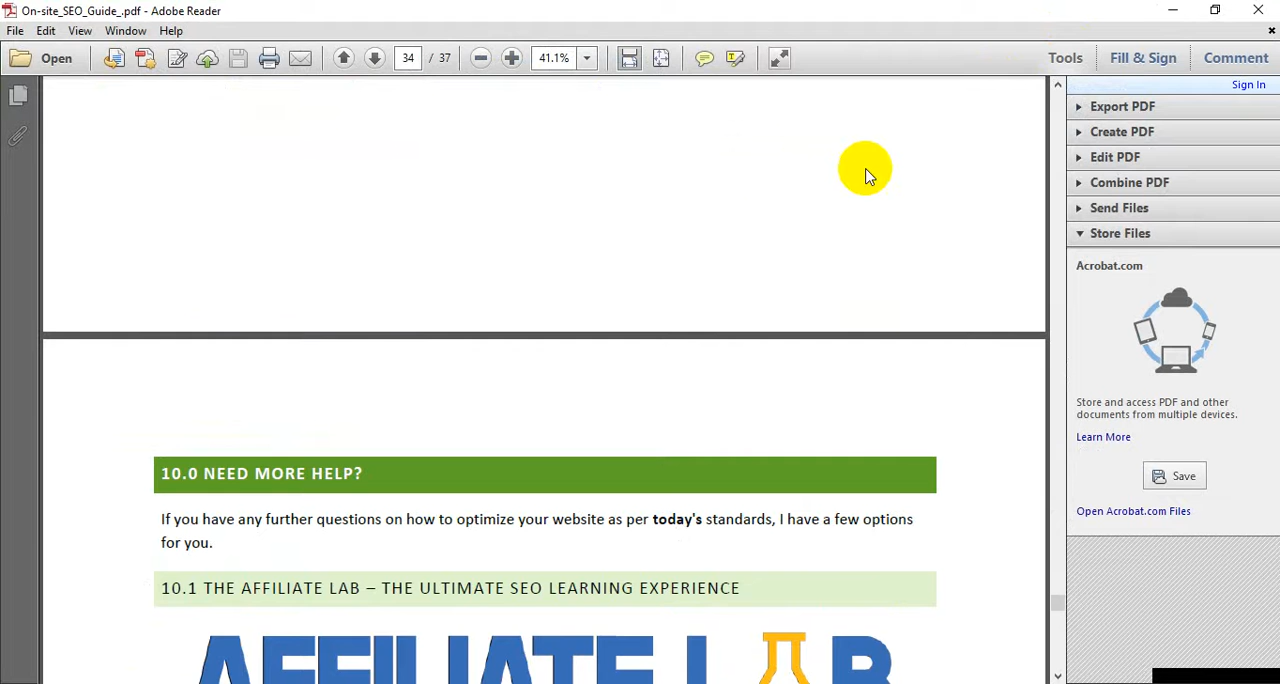 On-site_SEO_Guide_.pdf - Adobe Reader
File Edit View Window Help
Open 34 / 37 41.1% Tools Fill & Sign Comment
Sign In
Export PDF
Create PDF
Edit PDF
Combine PDF
Send Files
Store Files
Acrobat.com
Store and access PDF and other
documents from multiple devices.
Learn More
Save
Open Acrobat.com Files
10.0 NEED MORE HELP?
If you have any further questions on how to optimize your website as per today's standards, I have a few options
for you.
10.1 THE AFFILIATE LAB – THE ULTIMATE SEO LEARNING EXPERIENCE
AFFILIATE LAB